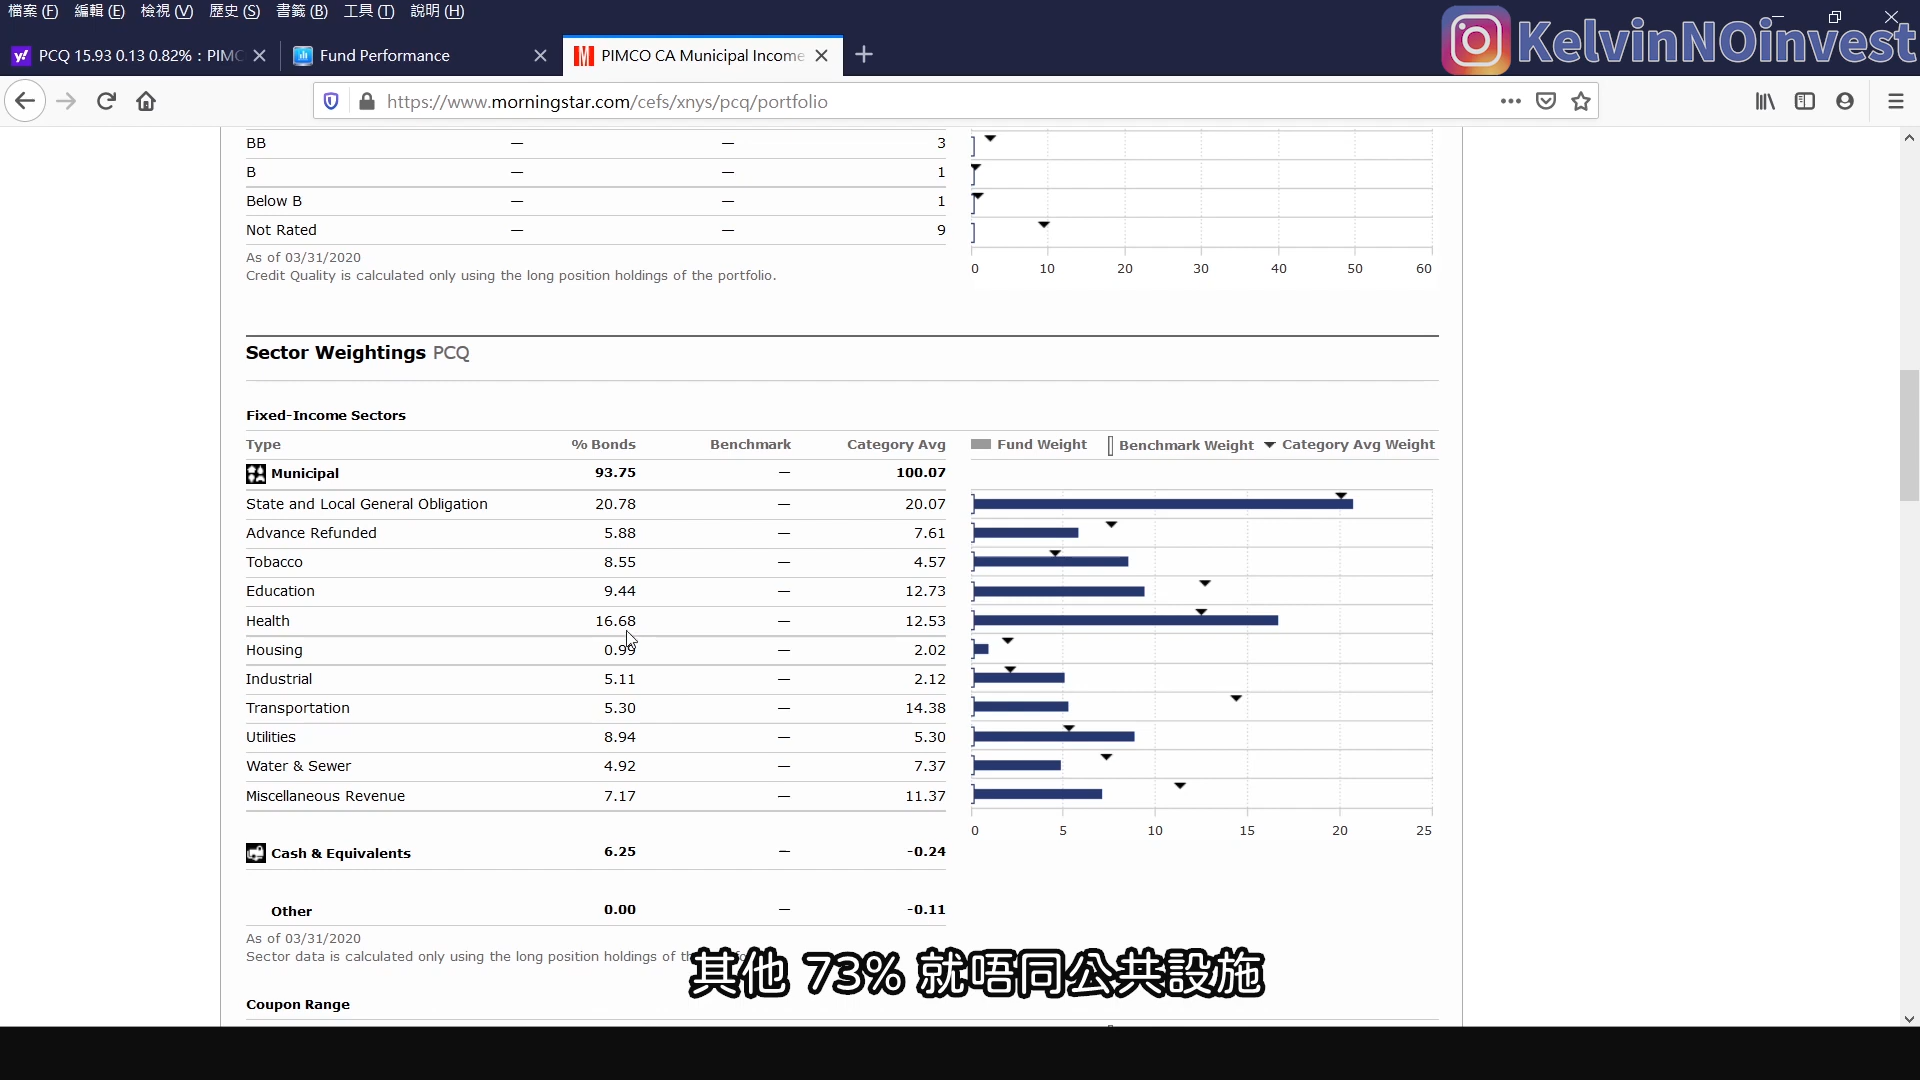 檔案 (F) 編輯 (E) 檢視 (V) 歷史 (S) 書籤 (B) 工具 (T) 說明 (H)
KelvinNOinvest
PCQ 15.93 0.13 0.82% : PIMC
Fund Performance
PIMCO CA Municipal Income
https://www.morningstar.com/cefs/xnys/pcq/portfolio
BB — — 3
B — — 1
Below B — — 1
Not Rated — — 9
As of 03/31/2020
Credit Quality is calculated only using the long position holdings of the portfolio.
0 10 20 30 40 50 60
Sector Weightings PCQ
Fixed-Income Sectors
Type % Bonds Benchmark Category Avg Fund Weight Benchmark Weight Category Avg Weight
Municipal 93.75 — 100.07
State and Local General Obligation 20.78 — 20.07
Advance Refunded 5.88 — 7.61
Tobacco 8.55 — 4.57
Education 9.44 — 12.73
Health 16.68 — 12.53
Housing 0.99 — 2.02
Industrial 5.11 — 2.12
Transportation 5.30 — 14.38
Utilities 8.94 — 5.30
Water & Sewer 4.92 — 7.37
Miscellaneous Revenue 7.17 — 11.37
0 5 10 15 20 25
Cash & Equivalents 6.25 — -0.24
Other 0.00 — -0.11
As of 03/31/2020
Sector data is calculated only using the long position holdings of
其他 73% 就唔同公共設施
Coupon Range